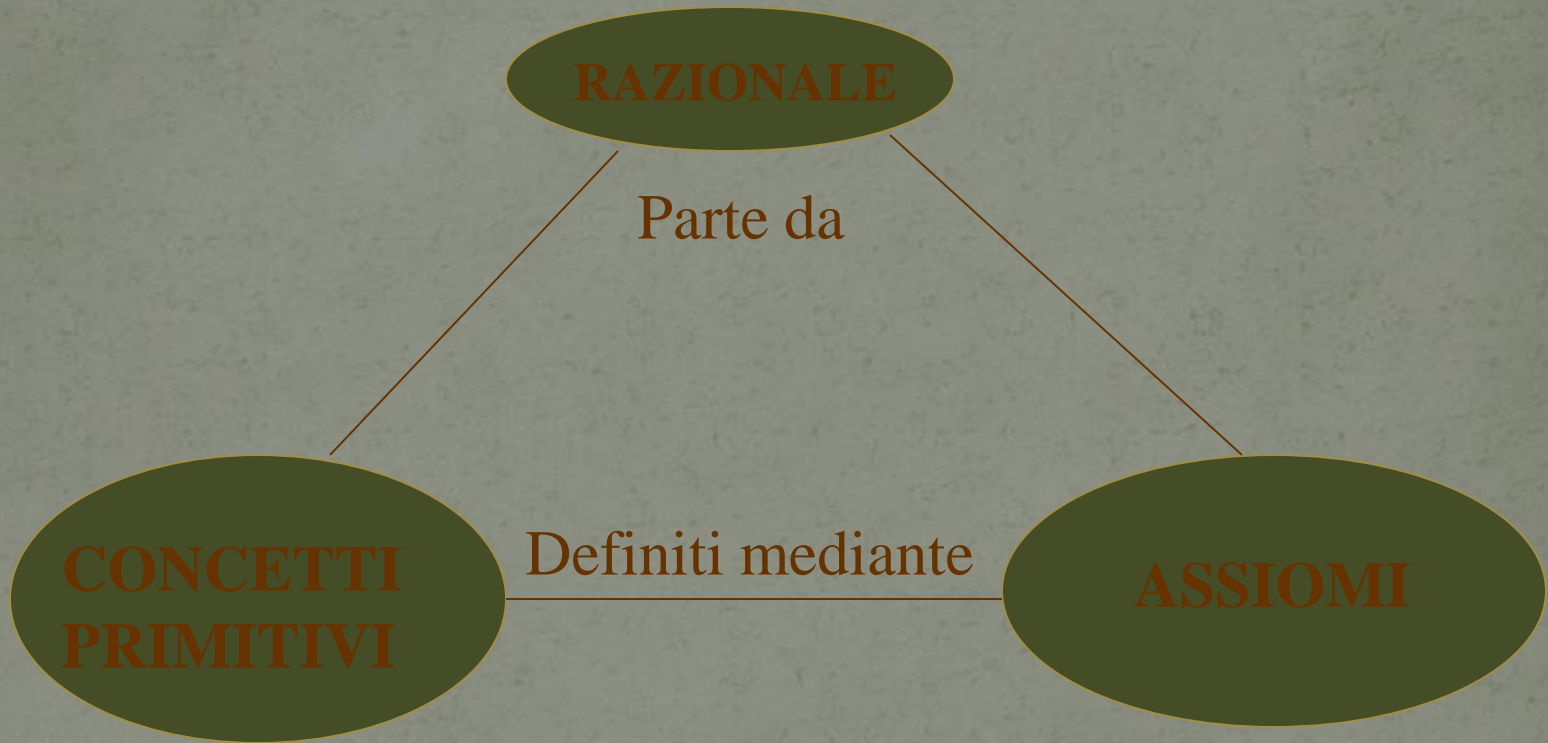 RAZIONALE
Parte da
Definiti mediante
CONCETTI
PRIMITIVI
ASSIOMI